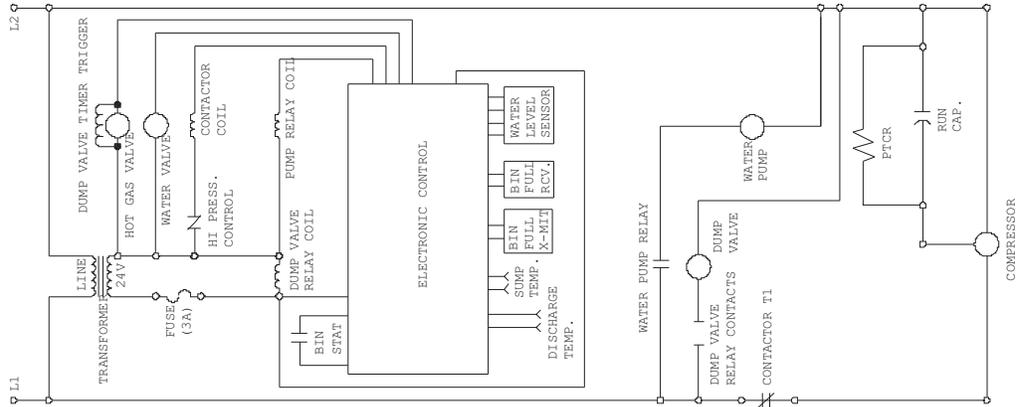 L2
DUMP VALVE TIMER TRIGGER
HOT GAS VALVE
WATER VALVE
CONTACTOR
COIL
HI PRESS.
CONTROL
PUMP RELAY COIL
DUMP VALVE
RELAY COIL
LINE
24V
TRANSFORME
FUSE
(3A)
BIN
STAT
ELECTRONIC CONTROL
WATER
LEVEL
SENSOR
BIN
FULL
RCV.
BIN
FULL
X-MIT
SUMP
TEMP.
DISCHARGE
TEMP.
WATER PUMP RELAY
WATER
PUMP
DUMP
VALVE
DUMP VALVE
RELAY CONTACTS
CONTACTOR T1
PTCR
RUN
CAP.
COMPRESSOR
L1